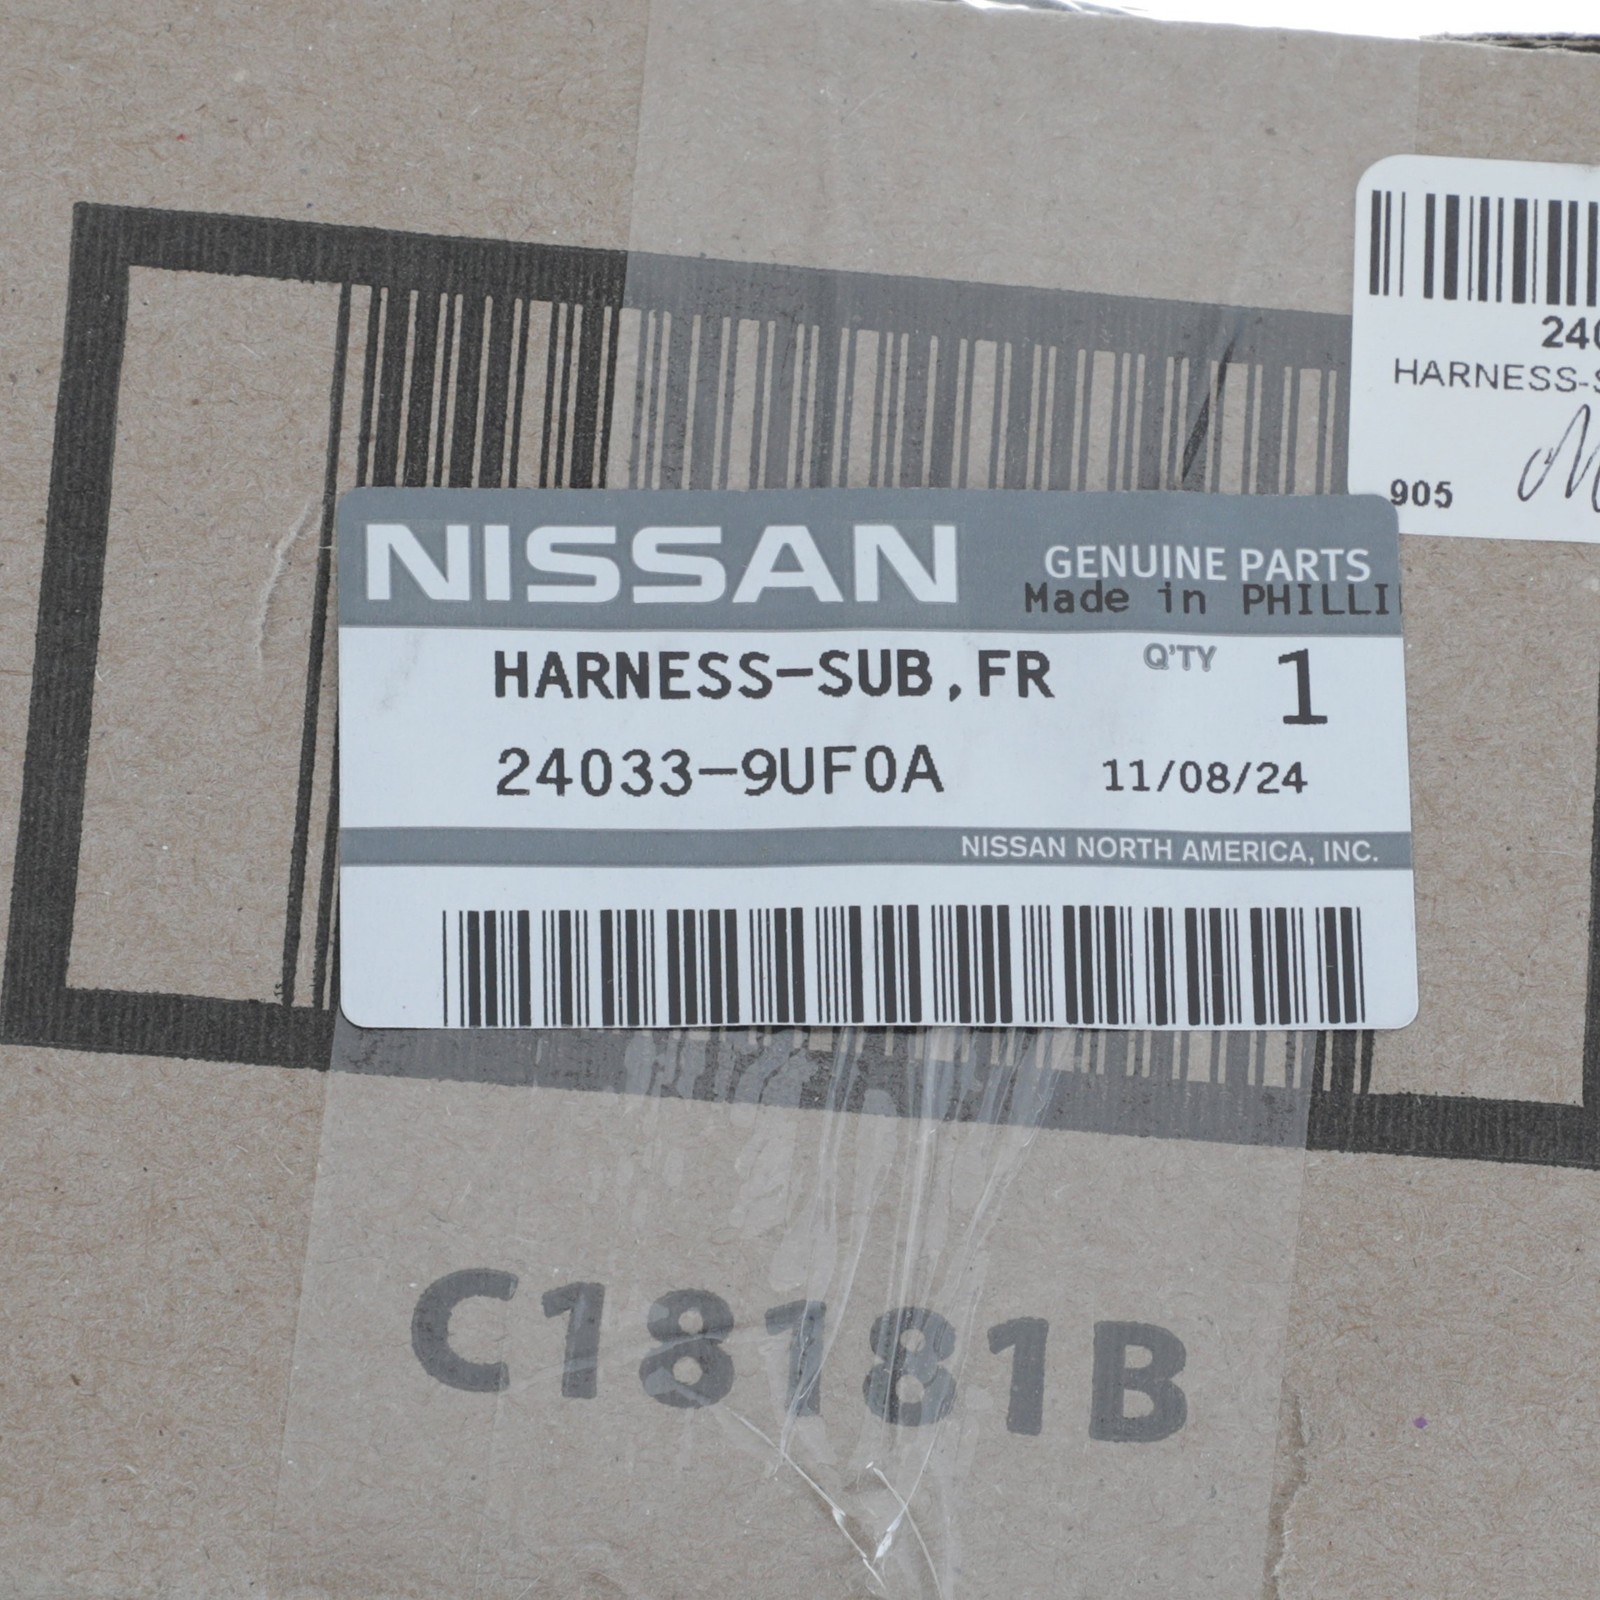 240
HARNESS-S
905
NISSAN GENUINE PARTS
Made in PHILLI
HARNESS-SUB,FR Q'TY 1
24033-9UF0A 11/08/24
NISSAN NORTH AMERICA, INC.
C18181B